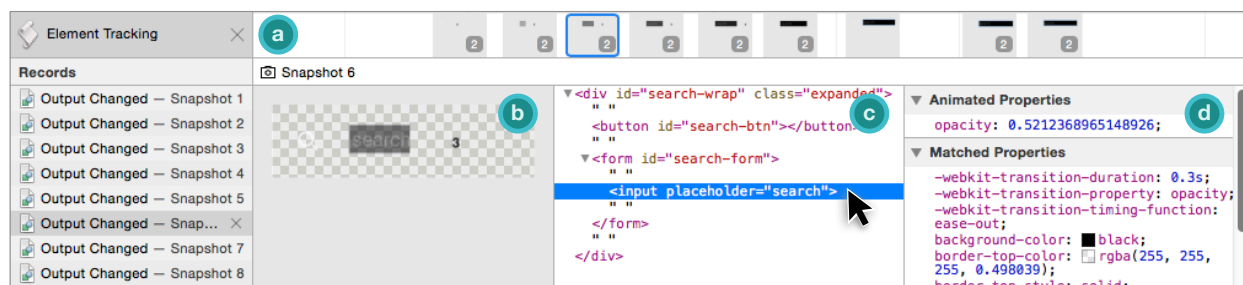 Element Tracking
a
2
2
2
2
2
2
2
2
Records
Snapshot 6
Output Changed — Snapshot 1
Output Changed — Snapshot 2
Output Changed — Snapshot 3
Output Changed — Snapshot 4
Output Changed — Snapshot 5
Output Changed — Snap...
Output Changed — Snapshot 7
Output Changed — Snapshot 8
b
search
3
c
▼<div id="search-wrap" class="expanded">
" "
<button id="search-btn"></button>
" "
▼<form id="search-form">
" "
<input placeholder="search">
" "
</form>
" "
</div>
d
▼ Animated Properties
opacity: 0.5212368965148926;
▼ Matched Properties
-webkit-transition-duration: 0.3s;
-webkit-transition-property: opacity;
-webkit-transition-timing-function:
ease-out;
background-color: black;
border-top-color: rgba(255, 255,
255, 0.498039);
border-top-style: solid;